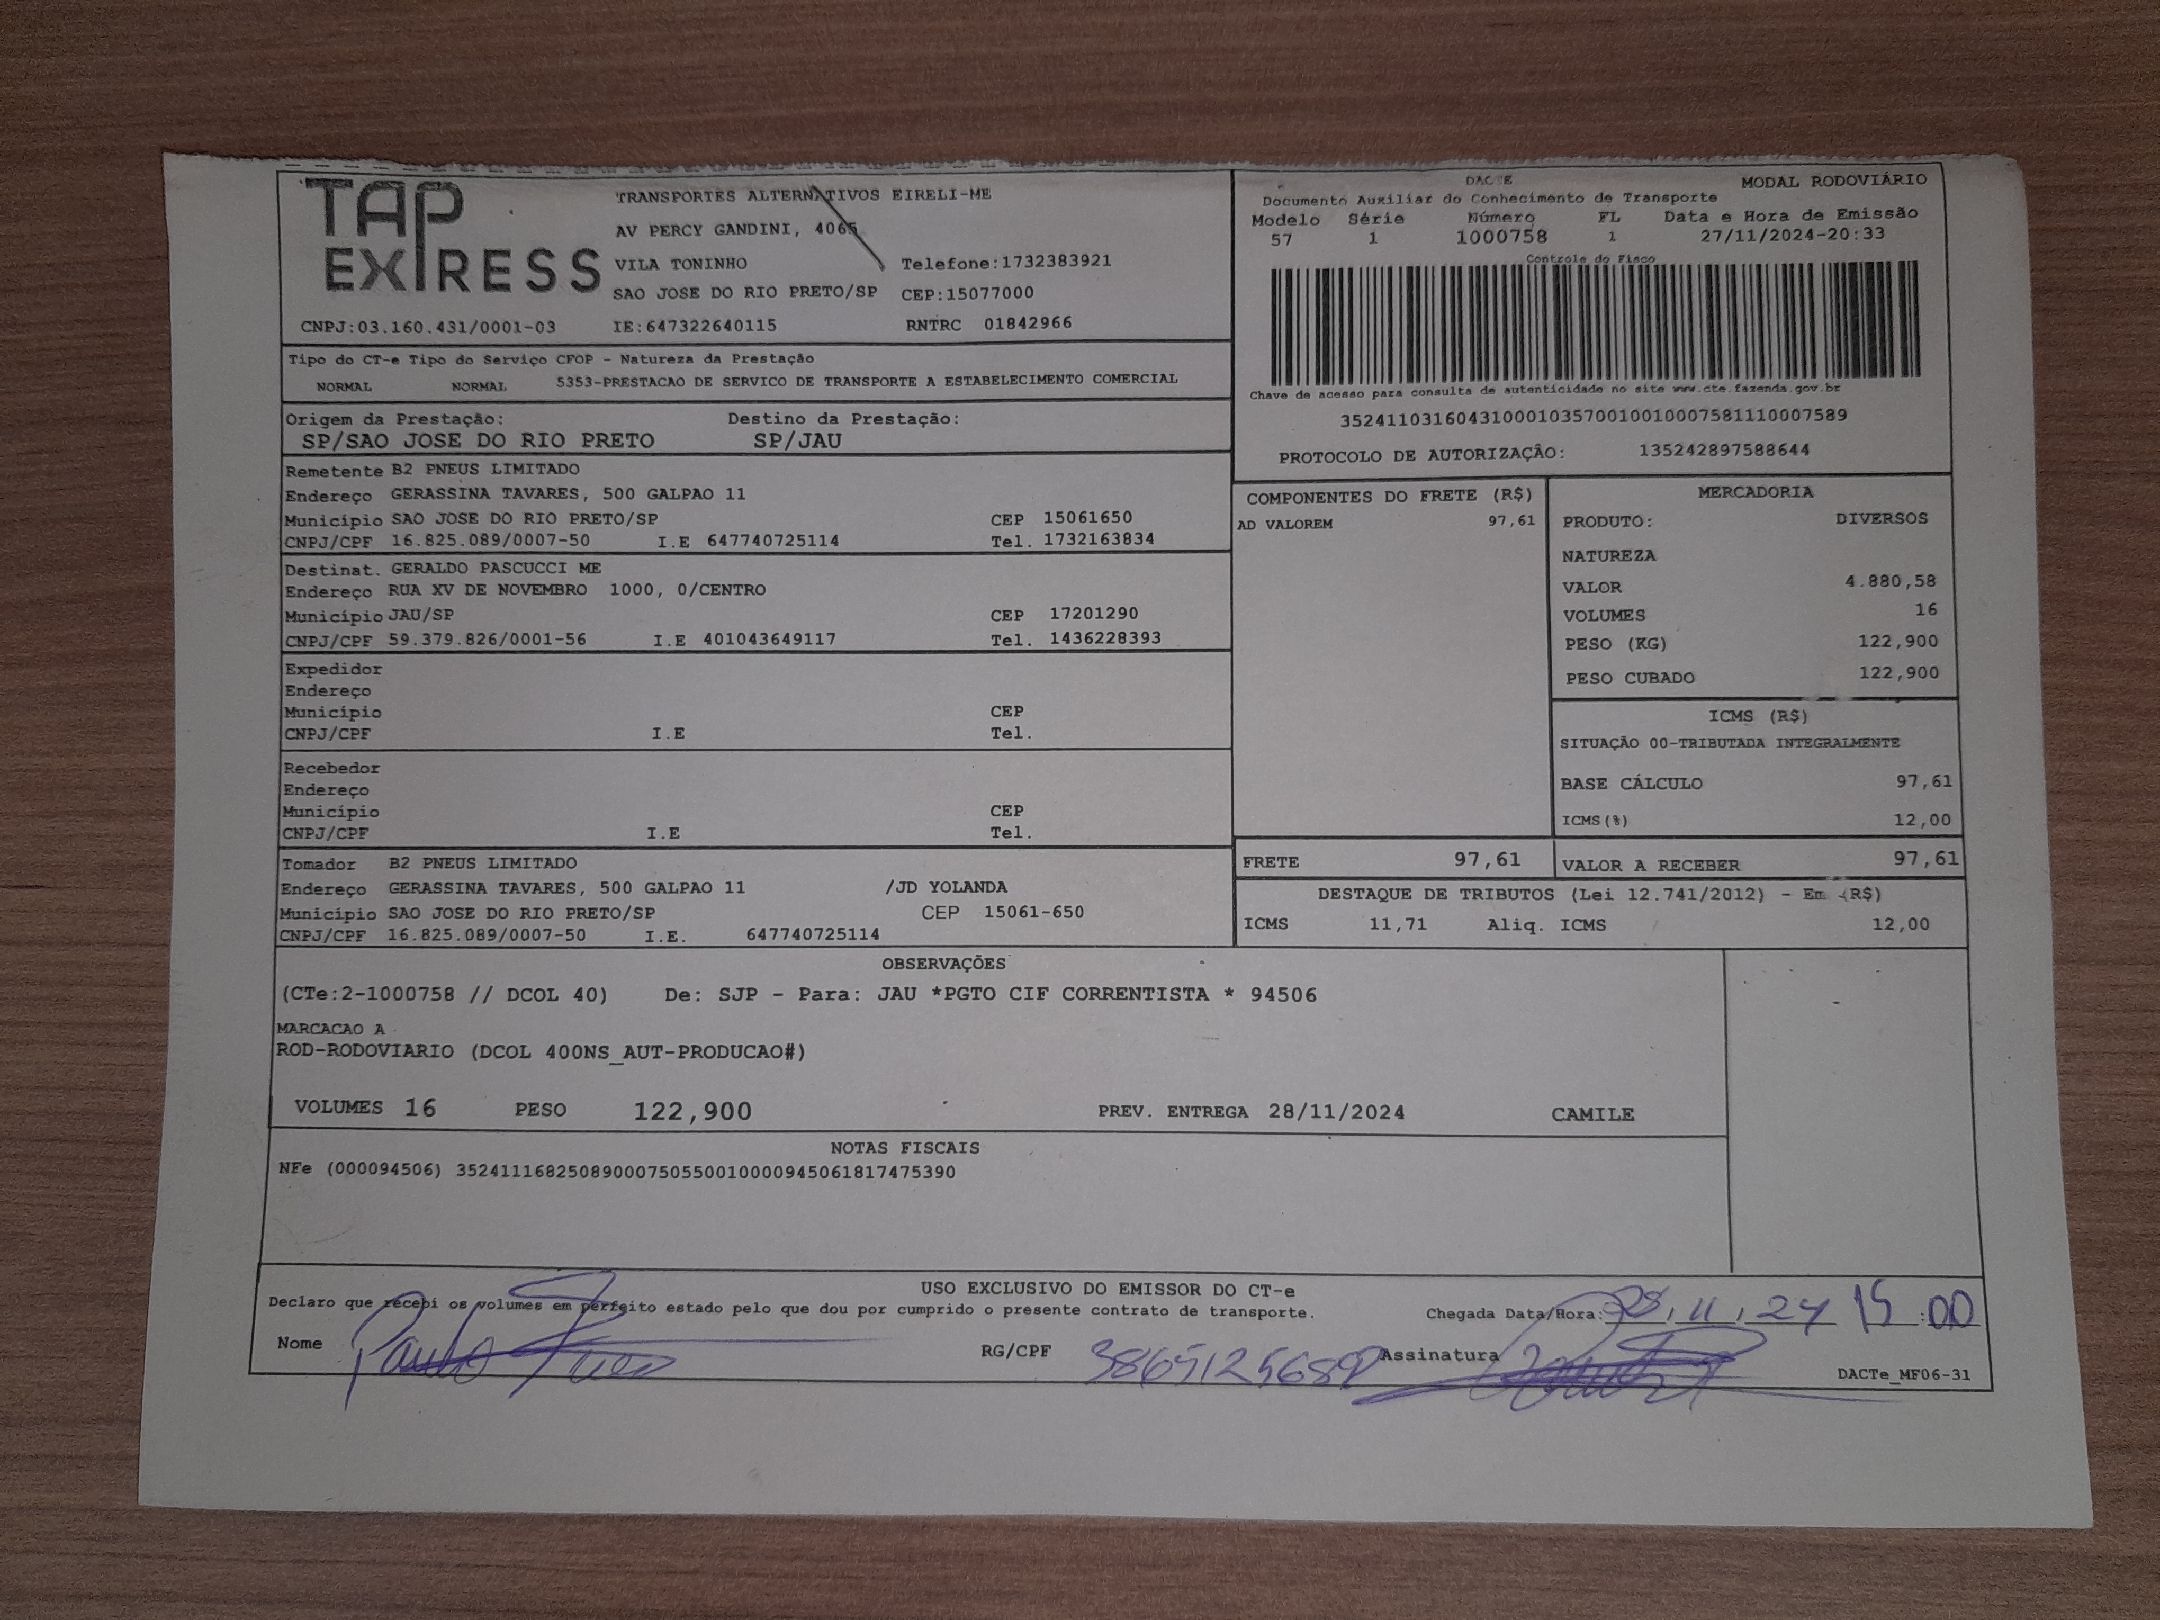 TAP EXPRESS
TRANSPORTES ALTERNATIVOS EIRELI-ME
AV PERCY GANDINI, 4065
VILA TONINHO Telefone:1732383921
SAO JOSE DO RIO PRETO/SP CEP:15077000
CNPJ:03.160.431/0001-03 IE:647322640115 RNTRC 01842966
DACTE MODAL RODOVIÁRIO
Documento Auxiliar do Conhecimento de Transporte
Modelo Série Número FL Data e Hora de Emissão
57 1 1000758 1 27/11/2024-20:33
Controle do Fisco
Chave de acesso para consulta de autenticidade no site www.cte.fazenda.gov.br
35241103160431000103570010010007581110007589
PROTOCOLO DE AUTORIZAÇÃO: 135242897588644
Tipo do CT-e Tipo do Serviço CFOP - Natureza da Prestação
NORMAL NORMAL 5353-PRESTACAO DE SERVICO DE TRANSPORTE A ESTABELECIMENTO COMERCIAL
Origem da Prestação: Destino da Prestação:
SP/SAO JOSE DO RIO PRETO SP/JAU
Remetente B2 PNEUS LIMITADO
Endereço GERASSINA TAVARES, 500 GALPAO 11
Município SAO JOSE DO RIO PRETO/SP CEP 15061650
CNPJ/CPF 16.825.089/0007-50 I.E 647740725114 Tel. 1732163834
Destinat. GERALDO PASCUCCI ME
Endereço RUA XV DE NOVEMBRO 1000, 0/CENTRO
Município JAU/SP CEP 17201290
CNPJ/CPF 59.379.826/0001-56 I.E 401043649117 Tel. 1436228393
Expedidor
Endereço
Município CEP
CNPJ/CPF I.E Tel.
Recebedor
Endereço
Município CEP
CNPJ/CPF I.E Tel.
Tomador B2 PNEUS LIMITADO
Endereço GERASSINA TAVARES, 500 GALPAO 11 /JD YOLANDA
Município SAO JOSE DO RIO PRETO/SP CEP 15061-650
CNPJ/CPF 16.825.089/0007-50 I.E. 647740725114
COMPONENTES DO FRETE (R$)
AD VALOREM 97,61
MERCADORIA
PRODUTO: DIVERSOS
NATUREZA
VALOR 4.880,58
VOLUMES 16
PESO (KG) 122,900
PESO CUBADO 122,900
ICMS (R$)
SITUAÇÃO 00-TRIBUTADA INTEGRALMENTE
BASE CÁLCULO 97,61
ICMS(%) 12,00
FRETE 97,61 VALOR A RECEBER 97,61
DESTAQUE DE TRIBUTOS (Lei 12.741/2012) - Em (R$)
ICMS 11,71 Aliq. ICMS 12,00
OBSERVAÇÕES
(CTe:2-1000758 // DCOL 40) De: SJP - Para: JAU *PGTO CIF CORRENTISTA * 94506
MARCACAO A
ROD-RODOVIARIO (DCOL 400NS_AUT-PRODUCAO#)
VOLUMES 16 PESO 122,900 PREV. ENTREGA 28/11/2024 CAMILE
NOTAS FISCAIS
NFe (000094506) 35241116825089000750550010000945061817475390
USO EXCLUSIVO DO EMISSOR DO CT-e
Declaro que recebi os volumes em perfeito estado pelo que dou por cumprido o presente contrato de transporte. Chegada Data/Hora: 28, 11, 24 15:00
Nome RG/CPF Assinatura
DACTe_MF06-31